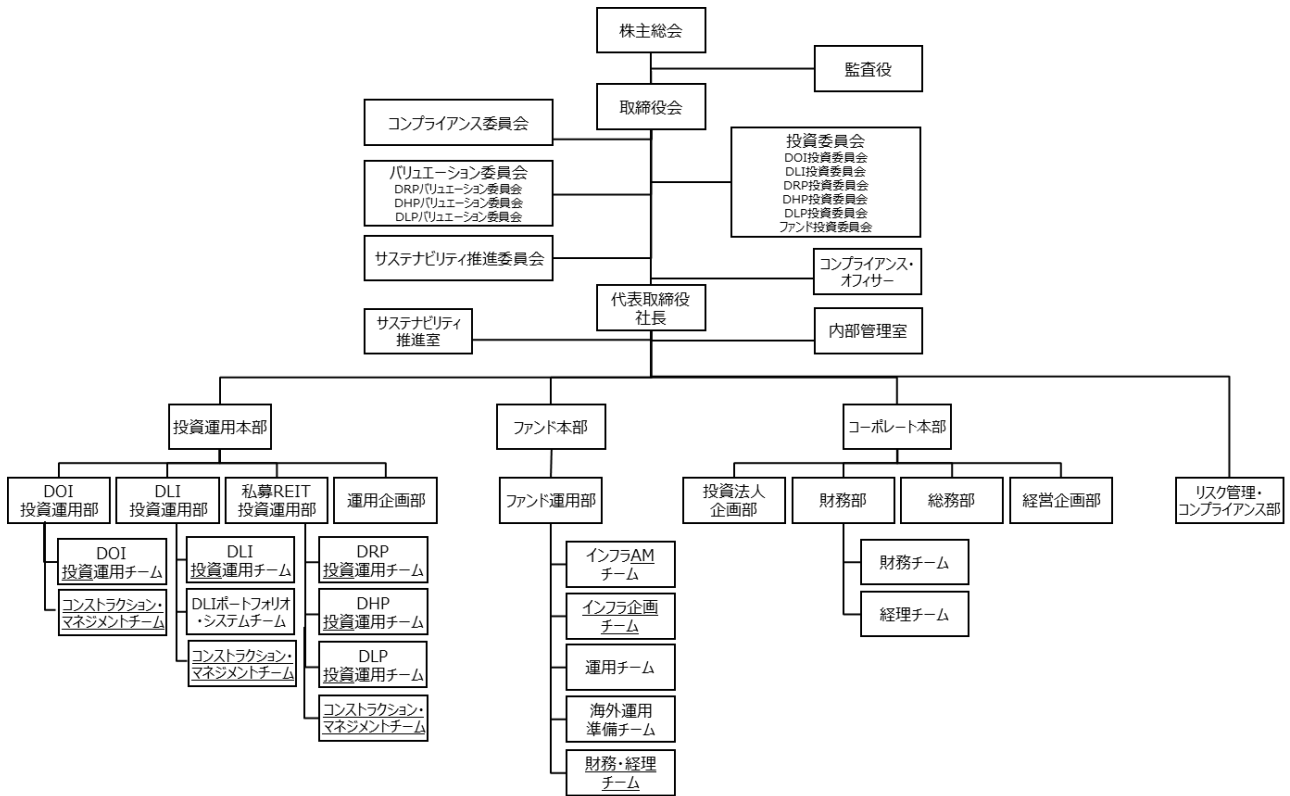 株主総会
監査役
取締役会
コンプライアンス委員会
投資委員会
DOI投資委員会
DLI投資委員会
DRP投資委員会
DHP投資委員会
DLP投資委員会
ファンド投資委員会
バリュエーション委員会
DRPバリュエーション委員会
DHPバリュエーション委員会
DLPバリュエーション委員会
サステナビリティ推進委員会
コンプライアンス・
オフィサー
代表取締役
社長
サステナビリティ
推進室
内部管理室
投資運用本部
ファンド本部
コーポレート本部
DOI
投資運用部
DLI
投資運用部
私募REIT
投資運用部
運用企画部
ファンド運用部
投資法人
企画部
財務部
総務部
経営企画部
リスク管理・
コンプライアンス部
DOI
投資運用チーム
コンストラクション・
マネジメントチーム
DLI
投資運用チーム
DLIポートフォリオ
・システムチーム
コンストラクション・
マネジメントチーム
DRP
投資運用チーム
DHP
投資運用チーム
DLP
投資運用チーム
コンストラクション・
マネジメントチーム
インフラAM
チーム
インフラ企画
チーム
運用チーム
海外運用
準備チーム
財務・経理
チーム
財務チーム
経理チーム